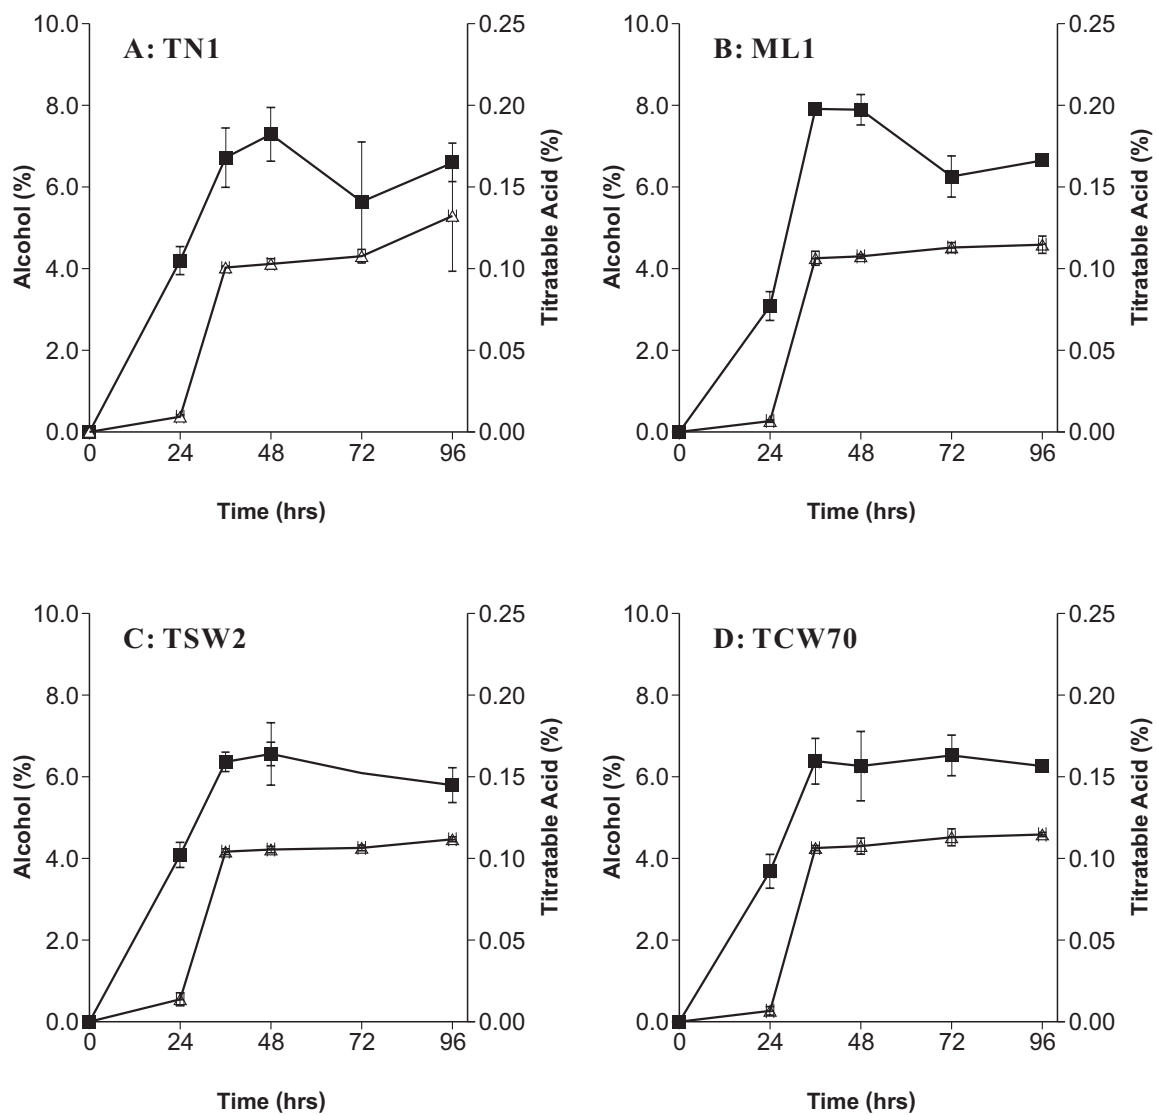 A: TN1
10.0
8.0
6.0
4.0
2.0
0.0
Alcohol (%)
0.25
0.20
0.15
0.10
0.05
0.00
Titratable Acid (%)
0 24 48 72 96
Time (hrs)
B: ML1
10.0
8.0
6.0
4.0
2.0
0.0
Alcohol (%)
0.25
0.20
0.15
0.10
0.05
0.00
Titratable Acid (%)
0 24 48 72 96
Time (hrs)
C: TSW2
10.0
8.0
6.0
4.0
2.0
0.0
Alcohol (%)
0.25
0.20
0.15
0.10
0.05
0.00
Titratable Acid (%)
0 24 48 72 96
Time (hrs)
D: TCW70
10.0
8.0
6.0
4.0
2.0
0.0
Alcohol (%)
0.25
0.20
0.15
0.10
0.05
0.00
Titratable Acid (%)
0 24 48 72 96
Time (hrs)